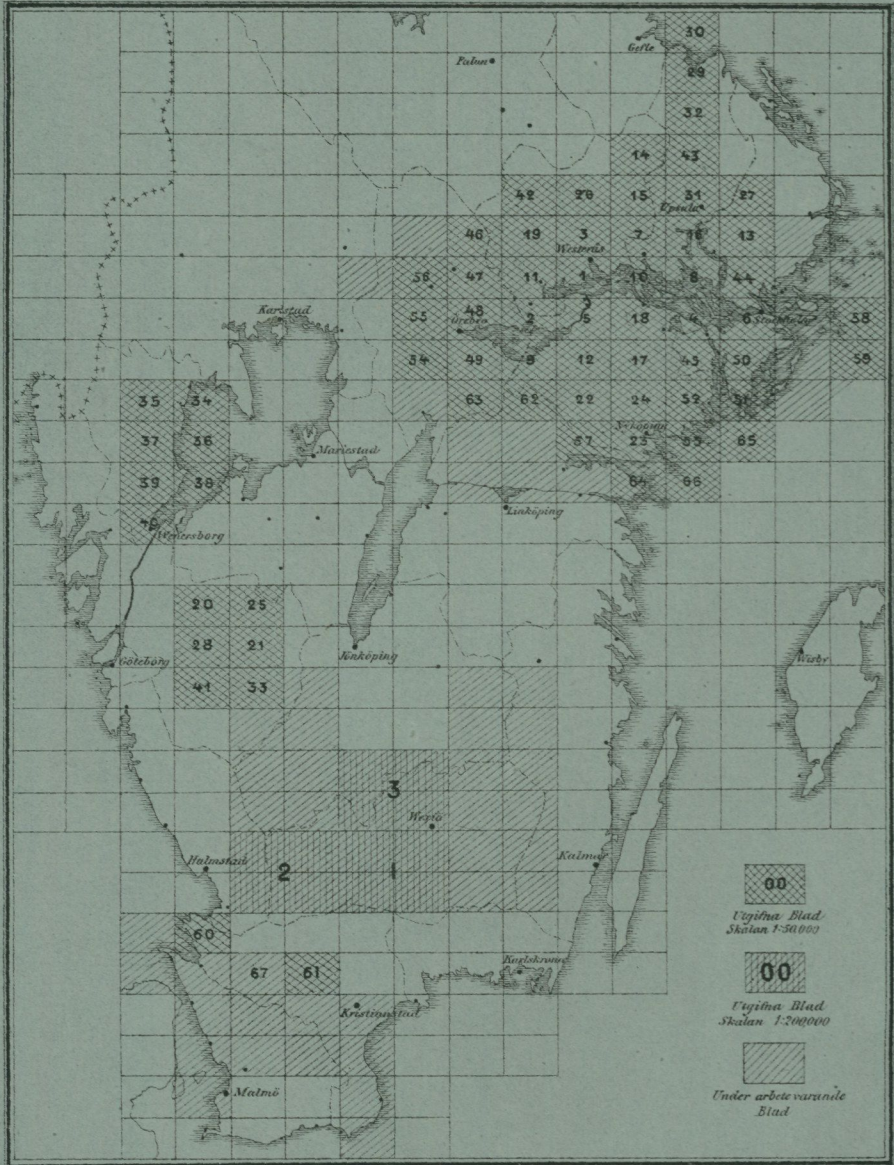 30
Gefle
Falun
29
32
14 43
42 26 15 31 27
Upsala
46 19 3 7 16 13
Westerås
56 47 11 1 10 8 44
Karlstad
55 48 2 5 18 4 6 Stockholm 58
Örebro
54 49 9 12 17 45 50 59
35 34 63 62 22 24 52 51
Nyköping
37 36 57 23 53 65
Mariestad
39 38 64 66
Linköping
40
Wenersborg
20 25
28 21
Göteborg
Jönköping
Wisby
41 33
3
Wexiö
Halmstad
Kalmar
2 1
00
Utgifna Blad
Skalan 1:50,000
60
Karlskrona
67 61
00
Kristianstad
Utgifna Blad
Skalan 1:200,000
Malmö
Under arbete varande
Blad